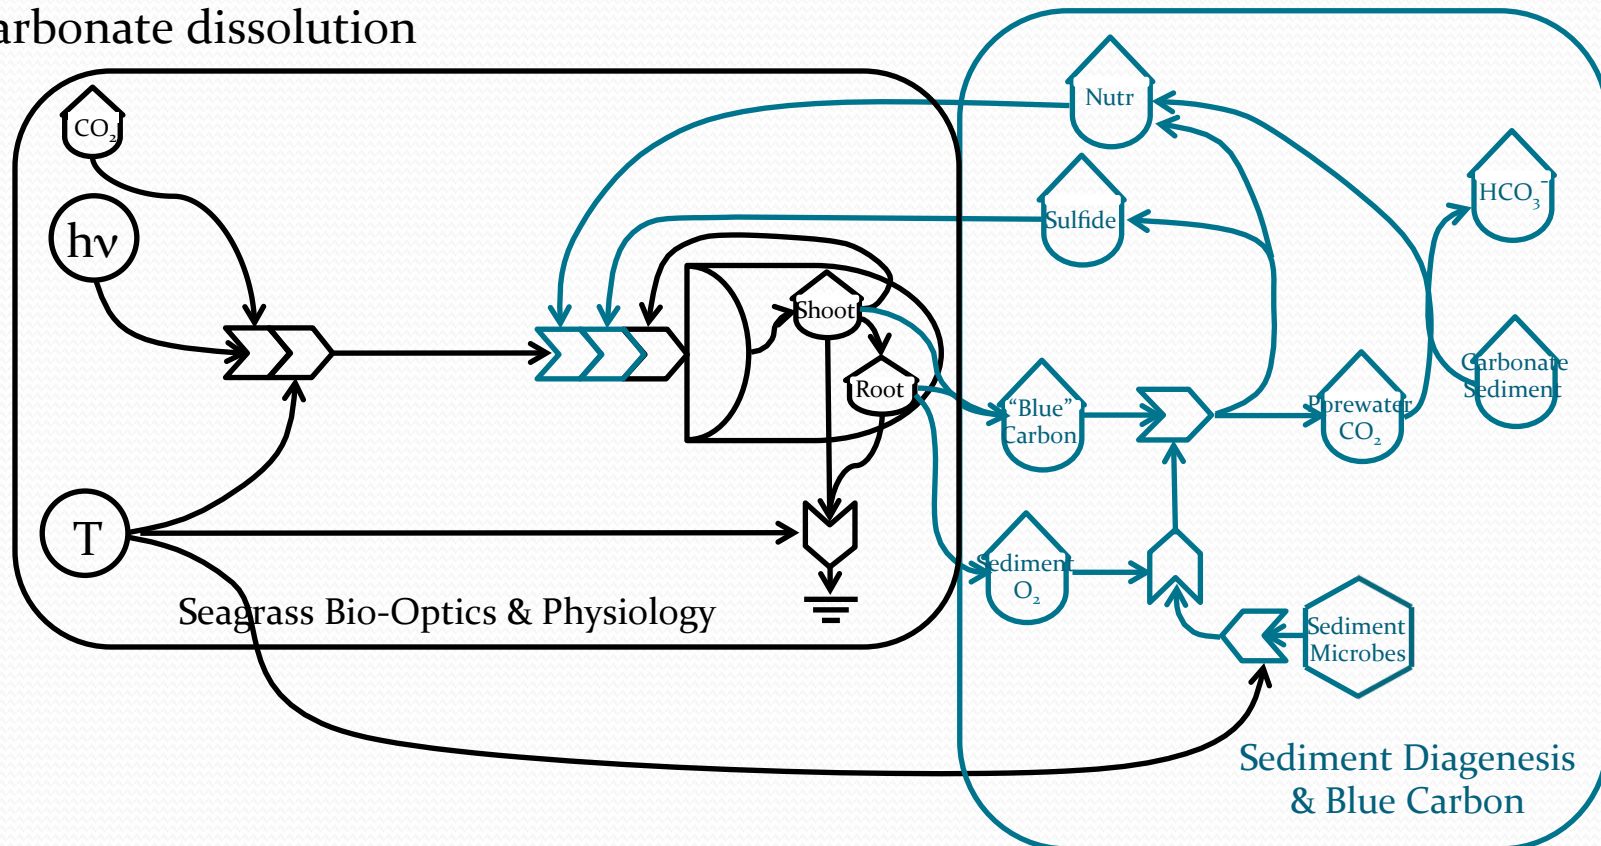 arbonate dissolution
CO₂
hν
T
Seagrass Bio-Optics & Physiology
Shoot
Root
Nutr
Sulfide
HCO₃⁻
Carbonate
Sediment
"Blue"
Carbon
Porewater
CO₂
Sediment
O₂
Sediment
Microbes
Sediment Diagenesis
& Blue Carbon